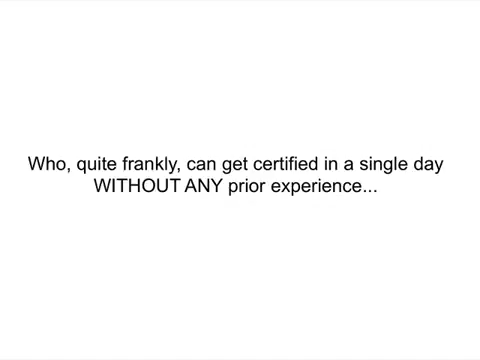 Who, quite frankly, can get certified in a single day
WITHOUT ANY prior experience...